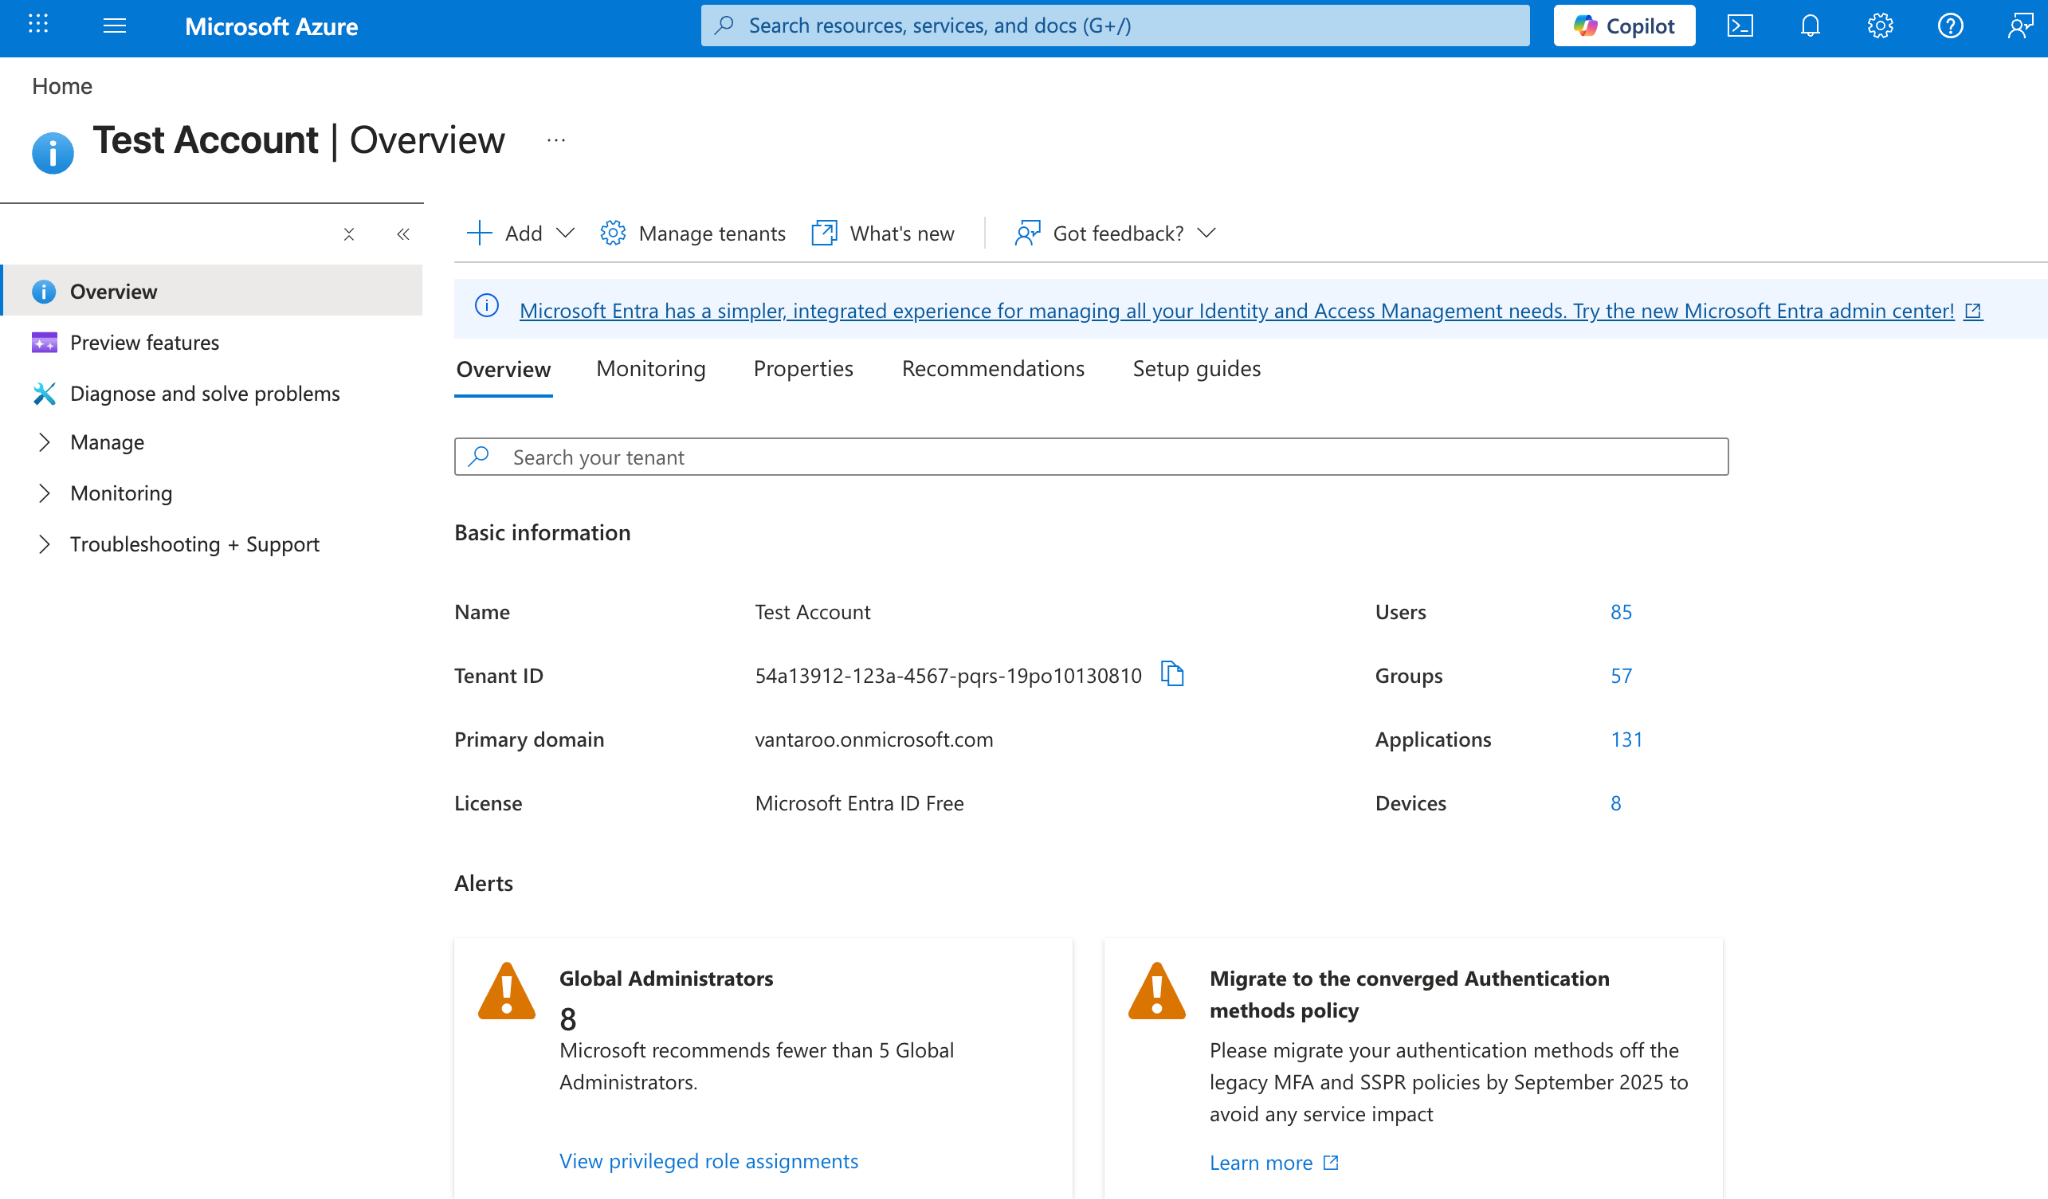 Microsoft Azure
Search resources, services, and docs (G+/)
Copilot
Home
Test Account | Overview
...
Add
Manage tenants
What's new
Got feedback?
Overview
Preview features
Diagnose and solve problems
Manage
Monitoring
Troubleshooting + Support
Microsoft Entra has a simpler, integrated experience for managing all your Identity and Access Management needs. Try the new Microsoft Entra admin center!
Overview
Monitoring
Properties
Recommendations
Setup guides
Search your tenant
Basic information
Name
Test Account
Users
85
Tenant ID
54a13912-123a-4567-pqrs-19po10130810
Groups
57
Primary domain
vantaroo.onmicrosoft.com
Applications
131
License
Microsoft Entra ID Free
Devices
8
Alerts
Global Administrators
8
Microsoft recommends fewer than 5 Global
Administrators.
View privileged role assignments
Migrate to the converged Authentication
methods policy
Please migrate your authentication methods off the
legacy MFA and SSPR policies by September 2025 to
avoid any service impact
Learn more